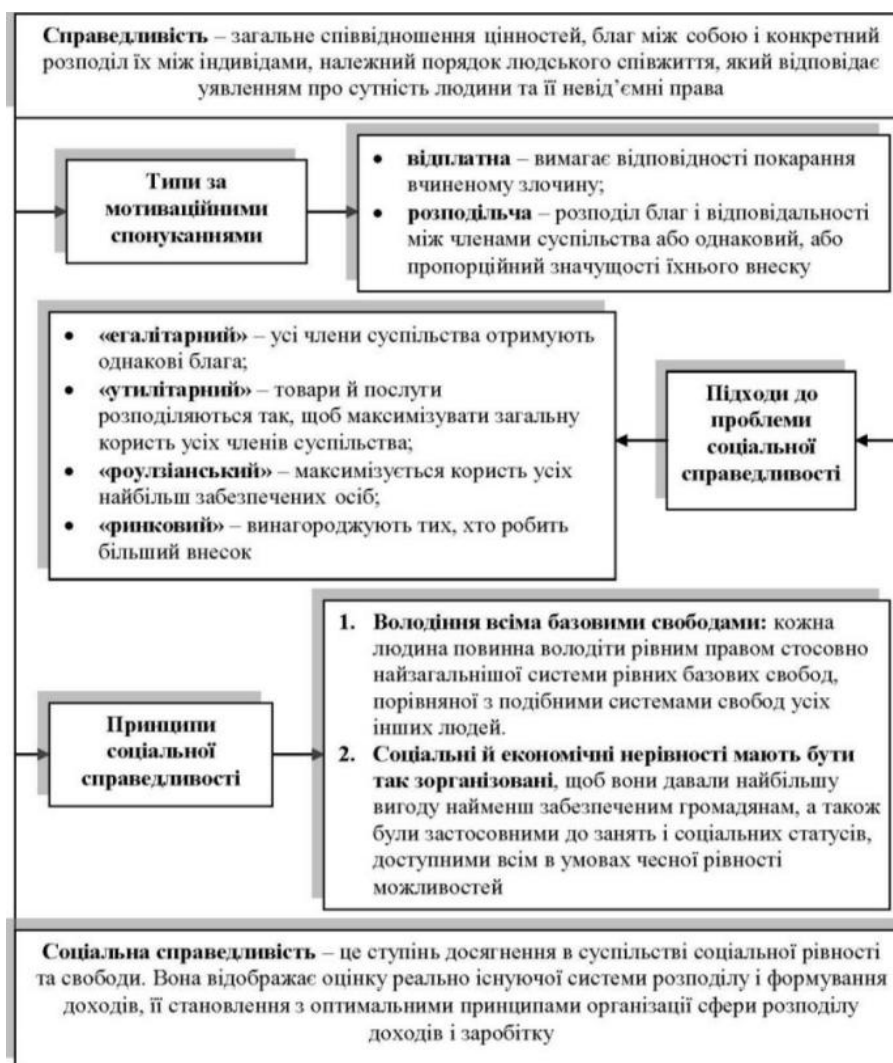 Справедливість – загальне співвідношення цінностей, благ між собою і конкретний
розподіл їх між індивідами, належний порядок людського співжиття, який відповідає
уявленням про сутність людини та її невід’ємні права
Типи за
мотиваційними
спонуканнями
• відплатна – вимагає відповідності покарання
вчиненому злочину;
• розподільча – розподіл благ і відповідальності
між членами суспільства або однаковий, або
пропорційний значущості їхнього внеску
• «егалітарний» – усі члени суспільства отримують
однакові блага;
• «утилітарний» – товари й послуги
розподіляються так, щоб максимізувати загальну
користь усіх членів суспільства;
• «роулзіанський» – максимізується користь усіх
найбільш забезпечених осіб;
• «ринковий» – винагороджують тих, хто робить
більший внесок
Підходи до
проблеми
соціальної
справедливості
Принципи
соціальної
справедливості
1. Володіння всіма базовими свободами: кожна
людина повинна володіти рівним правом стосовно
найзагальнішої системи рівних базових свобод,
порівняної з подібними системами свобод усіх
інших людей.
2. Соціальні й економічні нерівності мають бути
так зорганізовані, щоб вони давали найбільшу
вигоду найменш забезпеченим громадянам, а також
були застосовними до занять і соціальних статусів,
доступними всім в умовах чесної рівності
можливостей
Соціальна справедливість – це ступінь досягнення в суспільстві соціальної рівності
та свободи. Вона відображає оцінку реально існуючої системи розподілу і формування
доходів, її становлення з оптимальними принципами організації сфери розподілу
доходів і заробітку